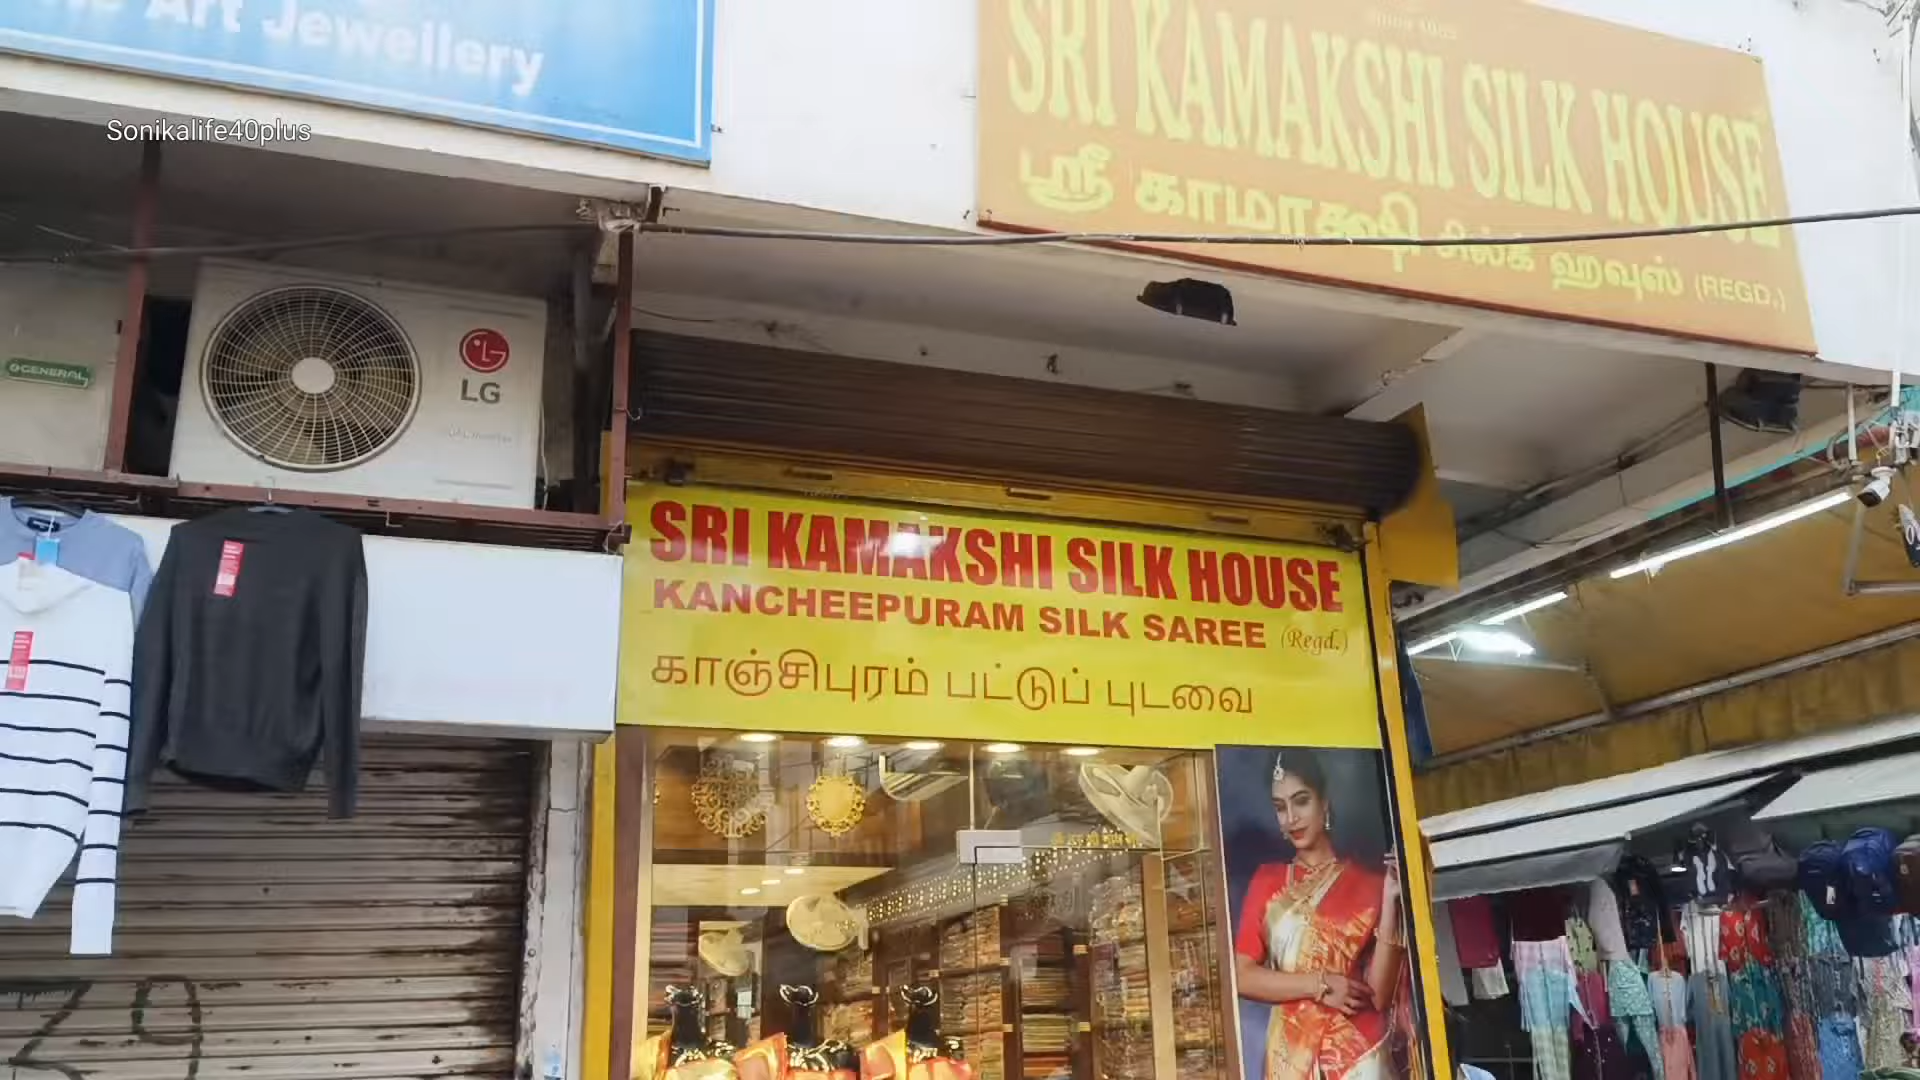 Art Jewellery
Sonikalife40plus
SRI KAMAKSHI SILK HOUSE
ஸ்ரீ காமாக்ஷி சில்க் ஹவுஸ் (REGD.)
GENERAL
LG
SRI KAMAKSHI SILK HOUSE
KANCHEEPURAM SILK SAREE (Regd.)
காஞ்சிபுரம் பட்டுப் புடவை